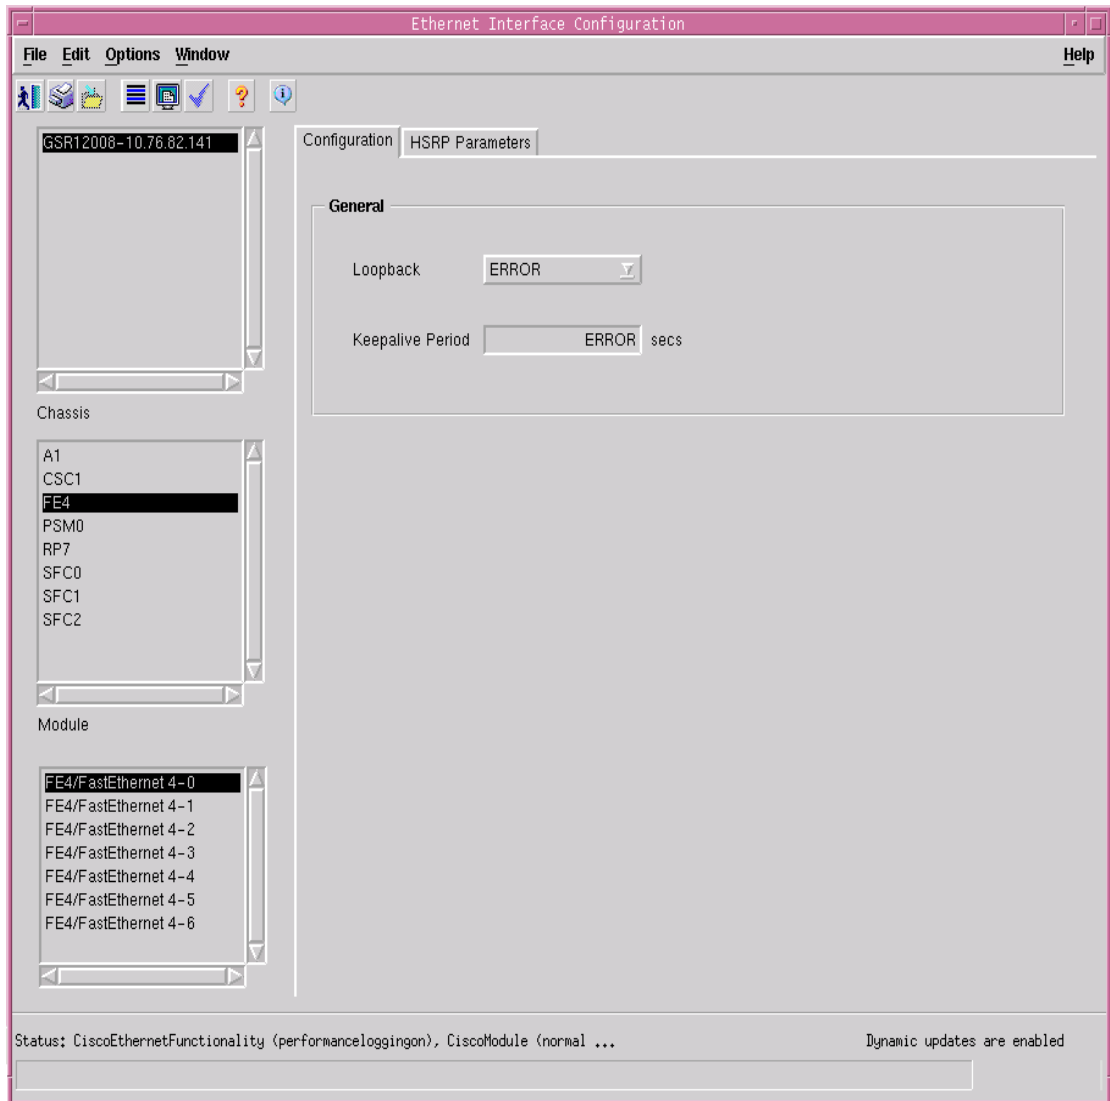 Ethernet Interface Configuration
File Edit Options Window Help
GSR12008-10.76.82.141
Chassis
A1
CSC1
FE4
PSM0
RP7
SFC0
SFC1
SFC2
Module
FE4/FastEthernet 4-0
FE4/FastEthernet 4-1
FE4/FastEthernet 4-2
FE4/FastEthernet 4-3
FE4/FastEthernet 4-4
FE4/FastEthernet 4-5
FE4/FastEthernet 4-6
Configuration HSRP Parameters
General
Loopback ERROR
Keepalive Period ERROR secs
Status: CiscoEthernetFunctionality (performanceloggingon), CiscoModule (normal ... Dynamic updates are enabled